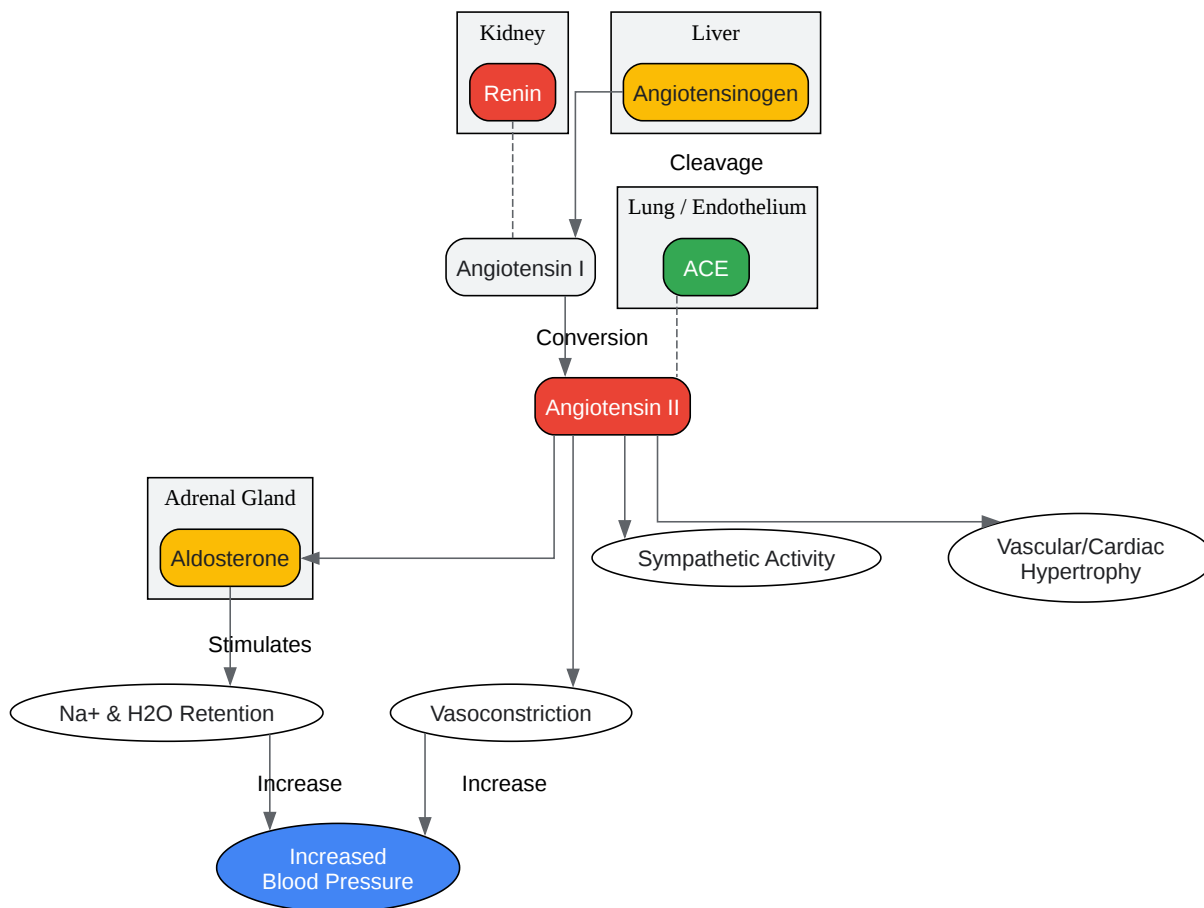 Kidney
Liver
Renin
Angiotensinogen
Cleavage
Lung / Endothelium
Angiotensin I
ACE
Conversion
Angiotensin II
Adrenal Gland
Aldosterone
Sympathetic Activity
Vascular/Cardiac
Hypertrophy
Stimulates
Na+ & H2O Retention
Vasoconstriction
Increase
Increase
Increased
Blood Pressure